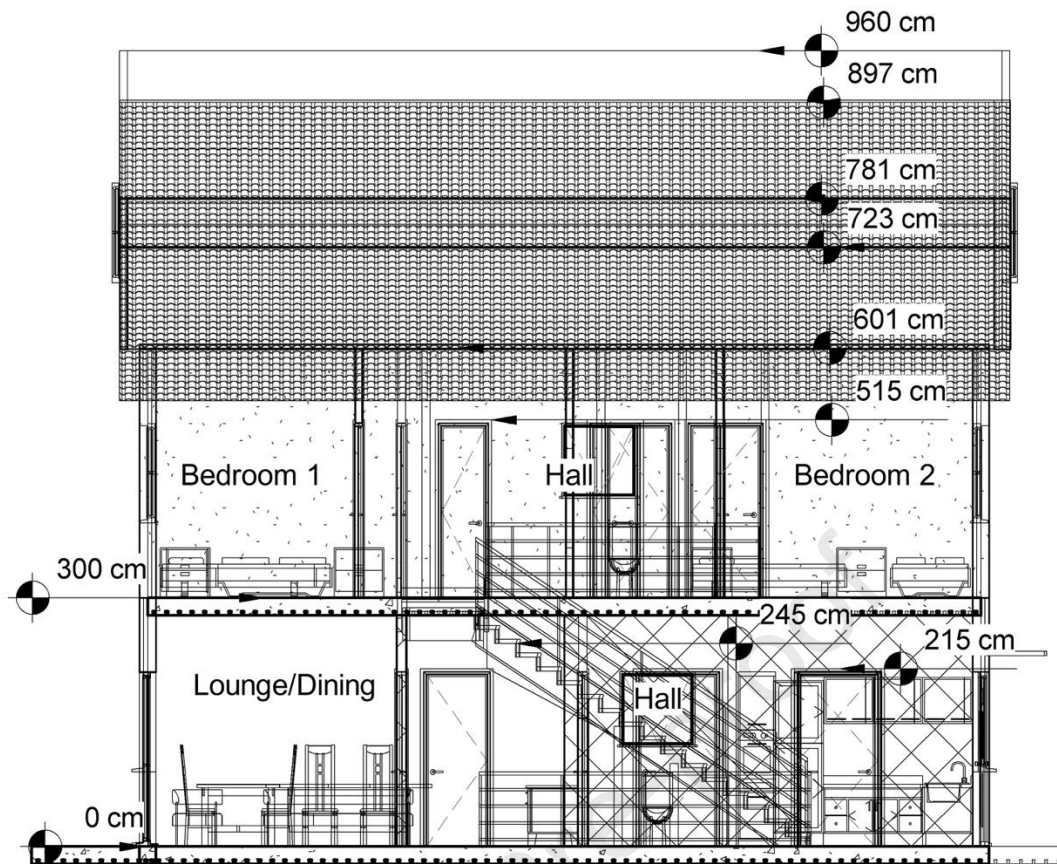 960 cm
897 cm
781 cm
723 cm
601 cm
515 cm
Bedroom 1
Hall
Bedroom 2
300 cm
245 cm
215 cm
Lounge/Dining
Hall
0 cm